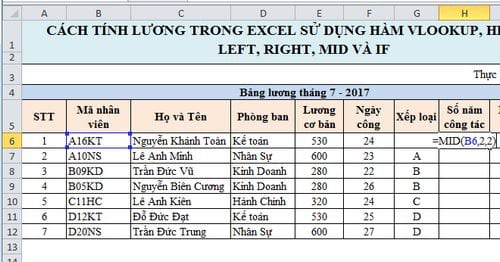 A B C D E F G H
1 CÁCH TÍNH LƯƠNG TRONG EXCEL SỬ DỤNG HÀM VLOOKUP, H
LEFT, RIGHT, MID VÀ IF
2
3 Thực
4 Bảng lương tháng 7 - 2017
5 STT Mã nhân viên Họ và Tên Phòng ban Lương cơ bản Ngày công Xếp loại Số năm công tác
6 1 A16KT Nguyễn Khánh Toàn Kế toán 530 24 =MID(B6,2,2)
7 2 A10NS Lê Anh Minh Nhân Sự 600 23 A
8 3 B09KD Trần Đức Vũ Kinh Doanh 280 22 B
9 4 B05KD Nguyễn Biên Cương Kinh Doanh 280 26 B
10 5 C11HC Lê Anh Kiên Hành Chính 320 24 C
11 6 D12KT Đỗ Đức Đạt Kế toán 530 25 D
12 7 D20NS Trần Đức Trung Nhân Sự 600 27 D
13